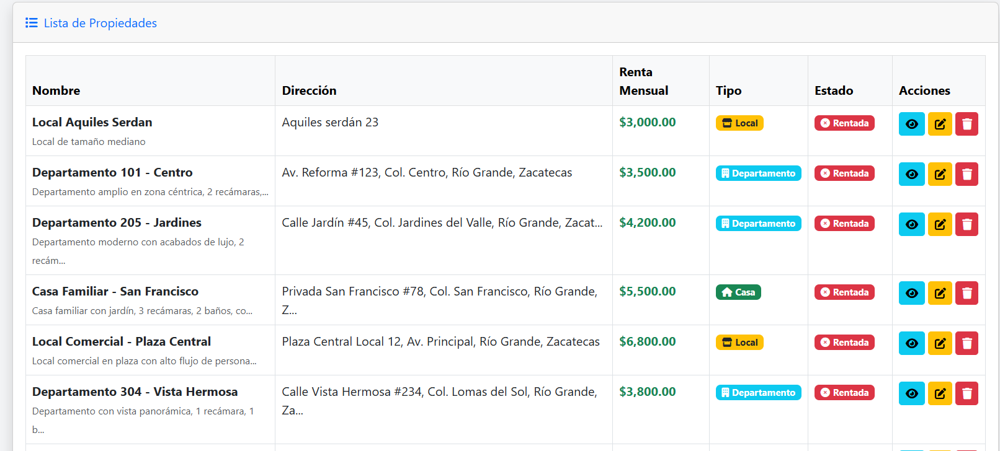 Lista de Propiedades
Nombre
Dirección
Renta
Mensual
Tipo
Estado
Acciones
Local Aquiles Serdan
Local de tamaño mediano
Aquiles serdán 23
$3,000.00
Local
Rentada
Departamento 101 - Centro
Departamento amplio en zona céntrica, 2 recámaras,...
Av. Reforma #123, Col. Centro, Río Grande, Zacatecas
$3,500.00
Departamento
Rentada
Departamento 205 - Jardines
Departamento moderno con acabados de lujo, 2
recám...
Calle Jardín #45, Col. Jardines del Valle, Río Grande, Zacat...
$4,200.00
Departamento
Rentada
Casa Familiar - San Francisco
Casa familiar con jardín, 3 recámaras, 2 baños, co...
Privada San Francisco #78, Col. San Francisco, Río Grande,
Z...
$5,500.00
Casa
Rentada
Local Comercial - Plaza Central
Local comercial en plaza con alto flujo de persona...
Plaza Central Local 12, Av. Principal, Río Grande, Zacatecas
$6,800.00
Local
Rentada
Departamento 304 - Vista Hermosa
Departamento con vista panorámica, 1 recámara, 1
b...
Calle Vista Hermosa #234, Col. Lomas del Sol, Río Grande,
Za...
$3,800.00
Departamento
Rentada